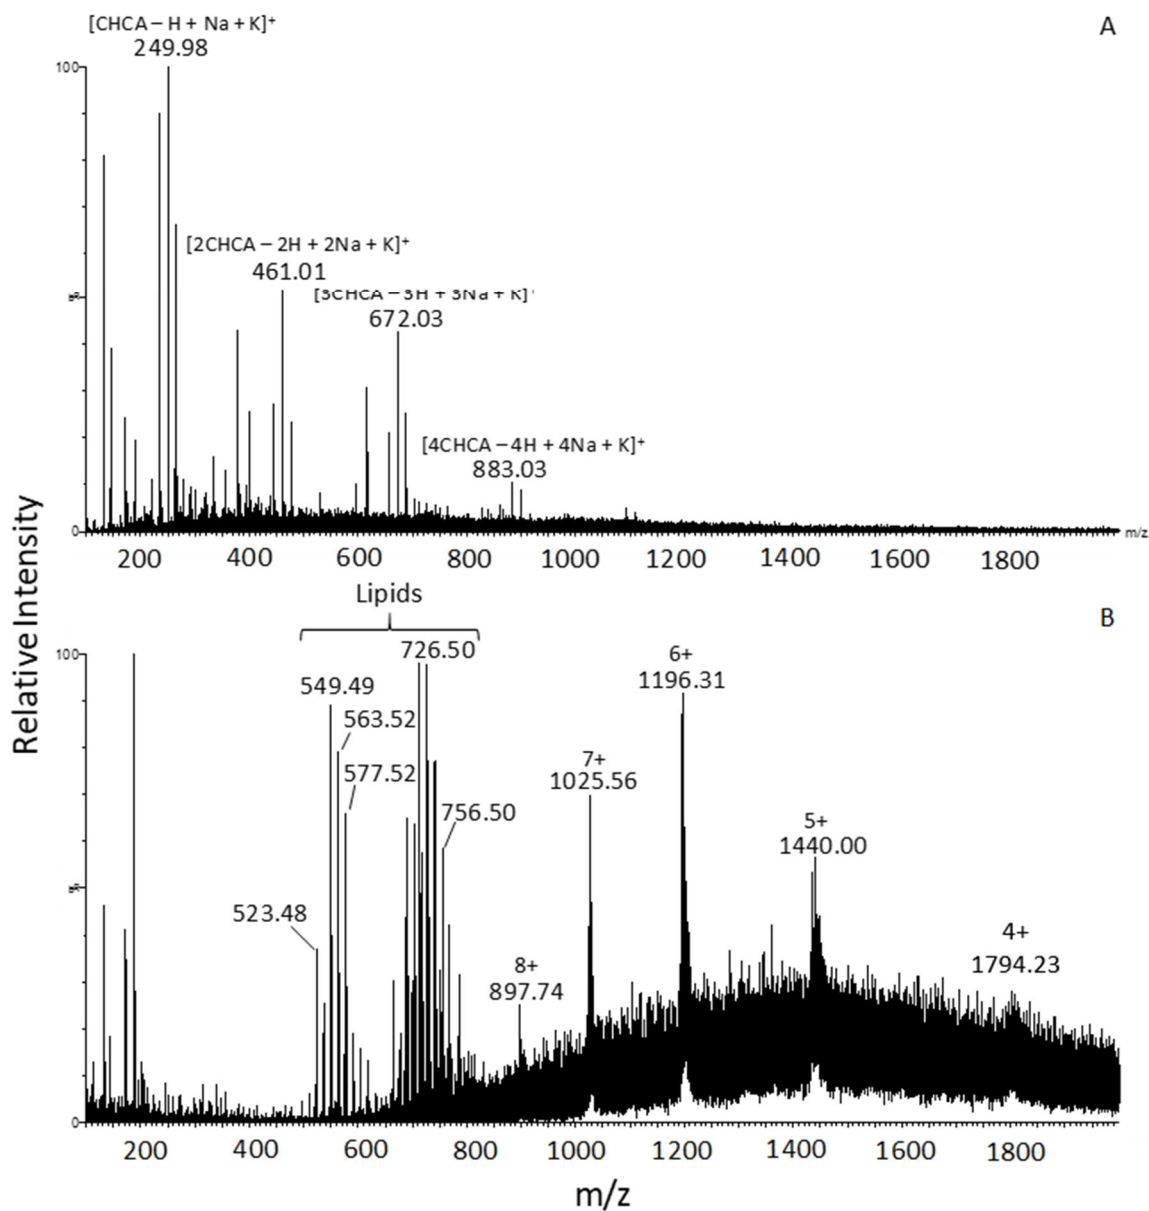 [CHCA – H + Na + K]+
249.98
A
100
[2CHCA – 2H + 2Na + K]+
461.01
[3CHCA – 3H + 3Na + K]+
672.03
[4CHCA – 4H + 4Na + K]+
883.03
0
m/z
200 400 600 800 1000 1200 1400 1600 1800
Relative Intensity
Lipids
B
100
726.50
6+
1196.31
549.49
563.52
577.52
7+
1025.56
756.50
5+
1440.00
523.48
8+
897.74
4+
1794.23
0
200 400 600 800 1000 1200 1400 1600 1800
m/z